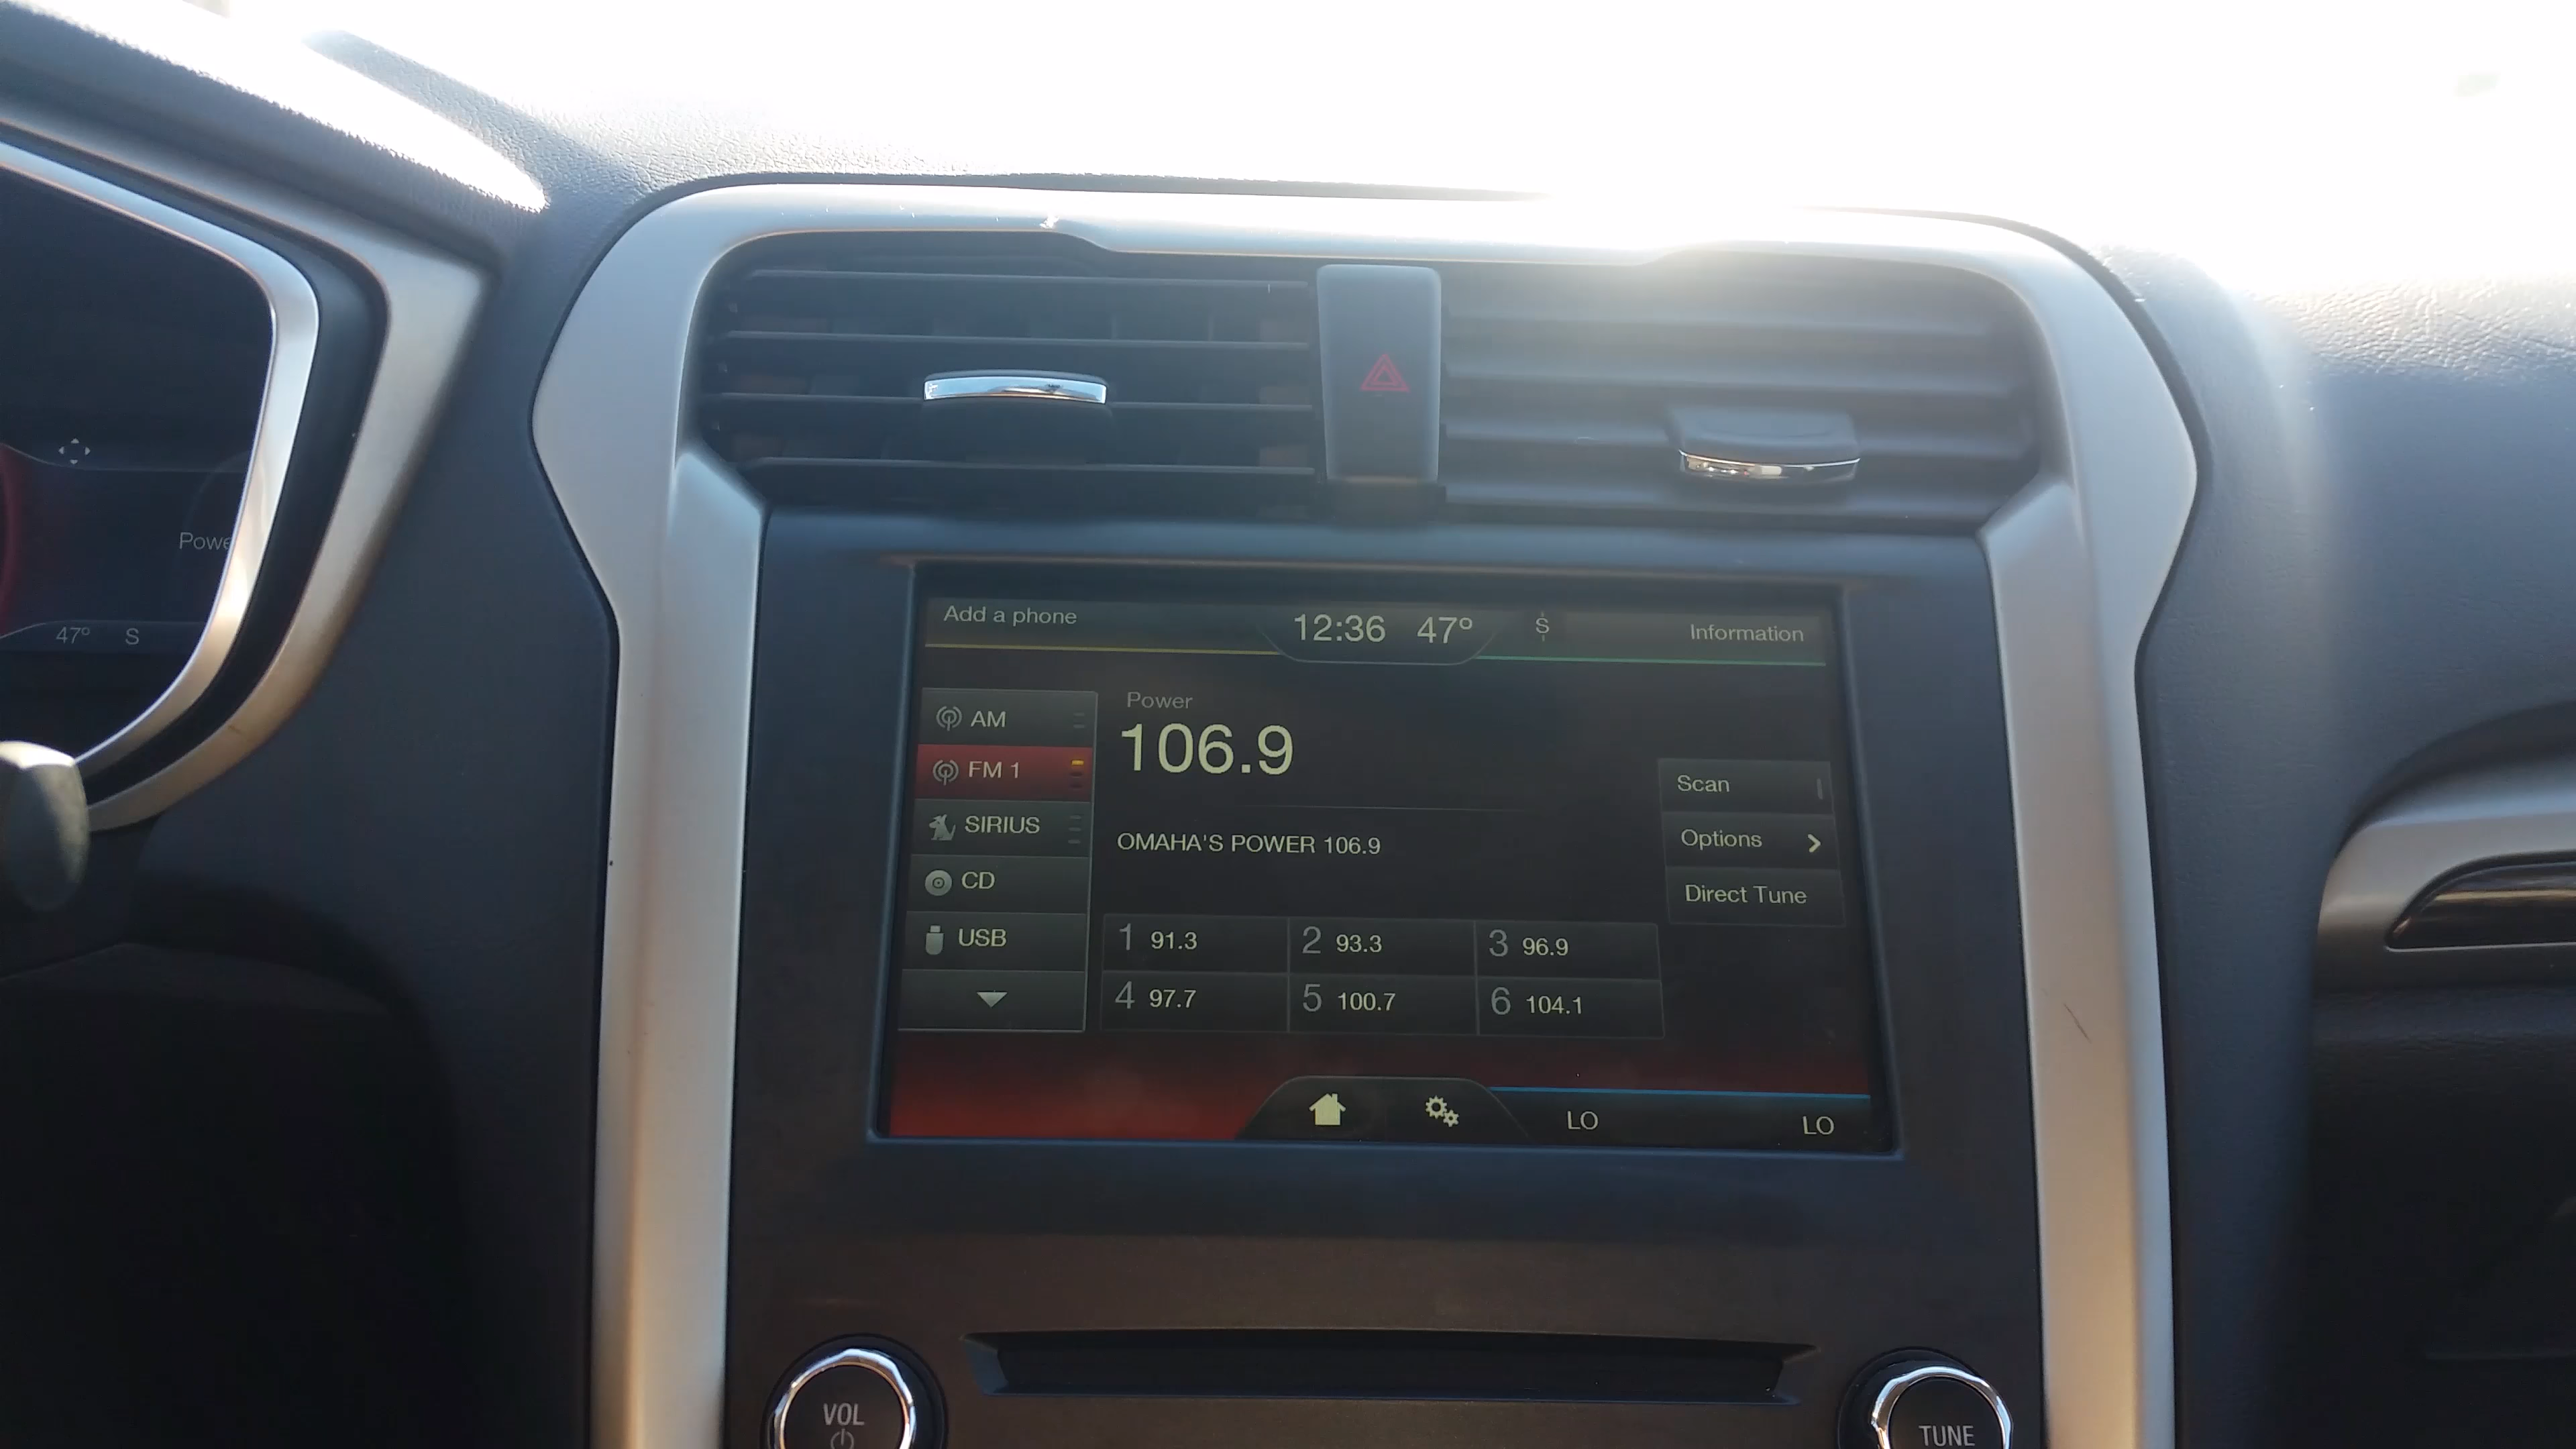 Add a phone
12:36 47º S
Information
Power
106.9
OMAHA'S POWER 106.9
AM
FM 1
SIRIUS
CD
USB
Scan
Options
Direct Tune
1 91.3
2 93.3
3 96.9
4 97.7
5 100.7
6 104.1
LO
LO
Powe
47º S
VOL
TUNE